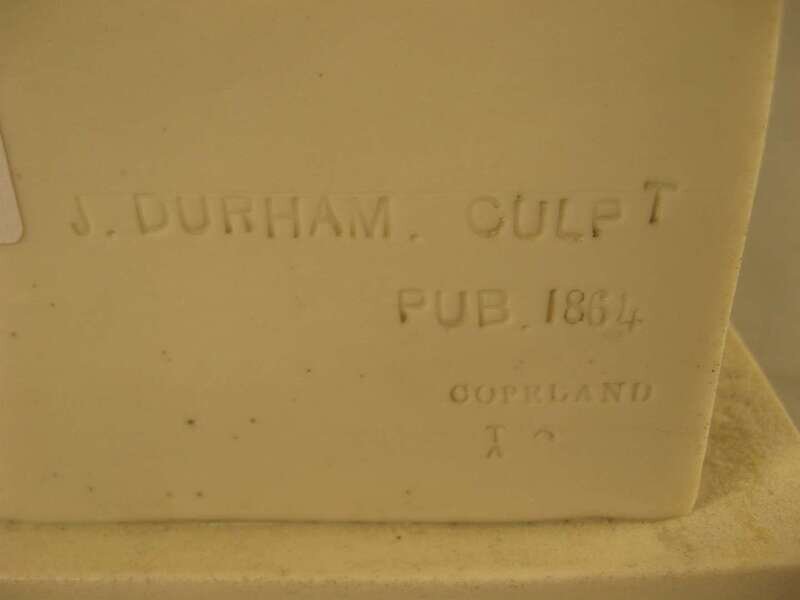 J. DURHAM. CULPT
PUB. 1864
COPELAND